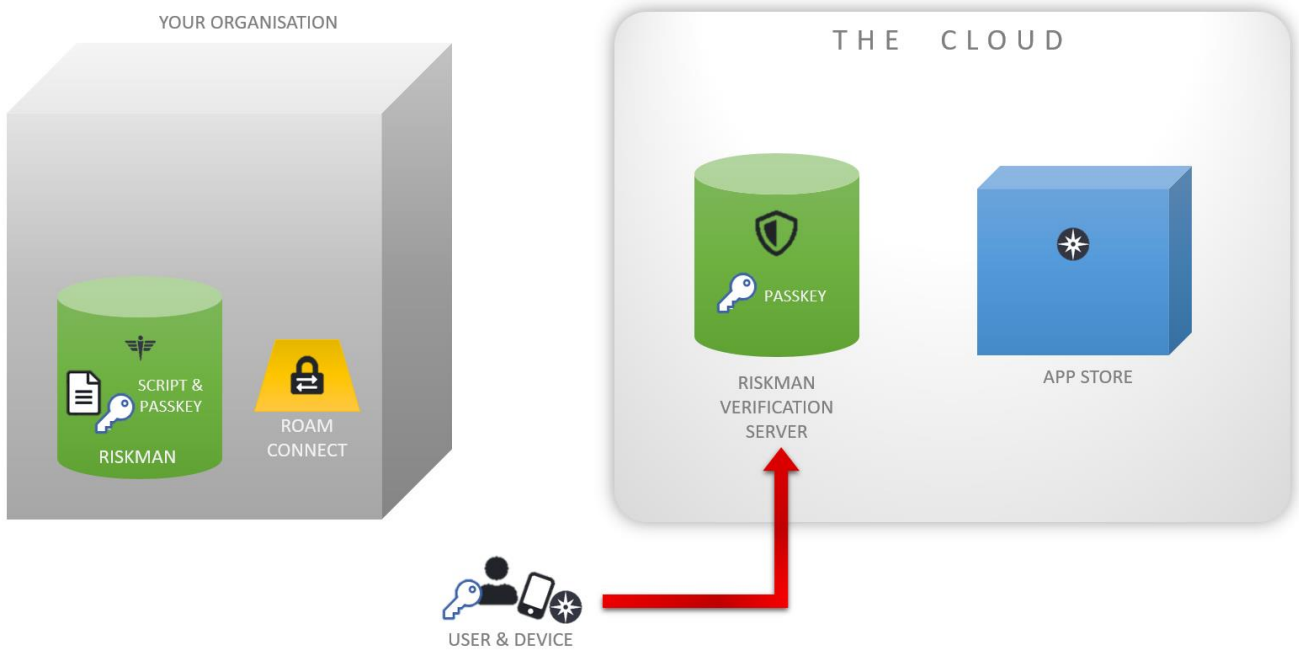 YOUR ORGANISATION
SCRIPT &
PASSKEY
RISKMAN
ROAM
CONNECT
THE CLOUD
PASSKEY
RISKMAN
VERIFICATION
SERVER
APP STORE
USER & DEVICE